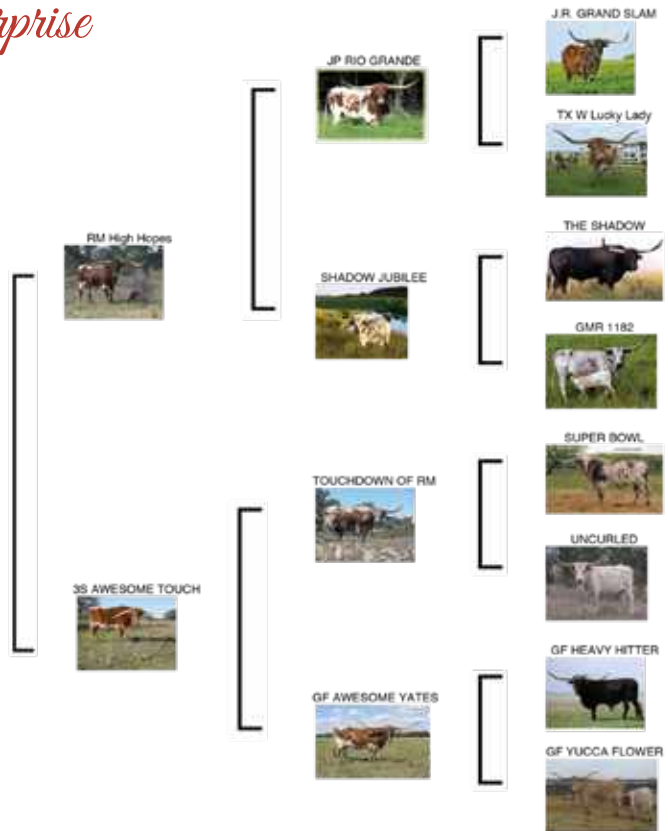 J.R. GRAND SLAM
JP RIO GRANDE
TX W Lucky Lady
RM High Hopes
THE SHADOW
SHADOW JUBILEE
GMR 1182
SUPER BOWL
TOUCHDOWN OF RM
UNCURLED
3S AWESOME TOUCH
GF HEAVY HITTER
GF AWESOME YATES
GF YUCCA FLOWER